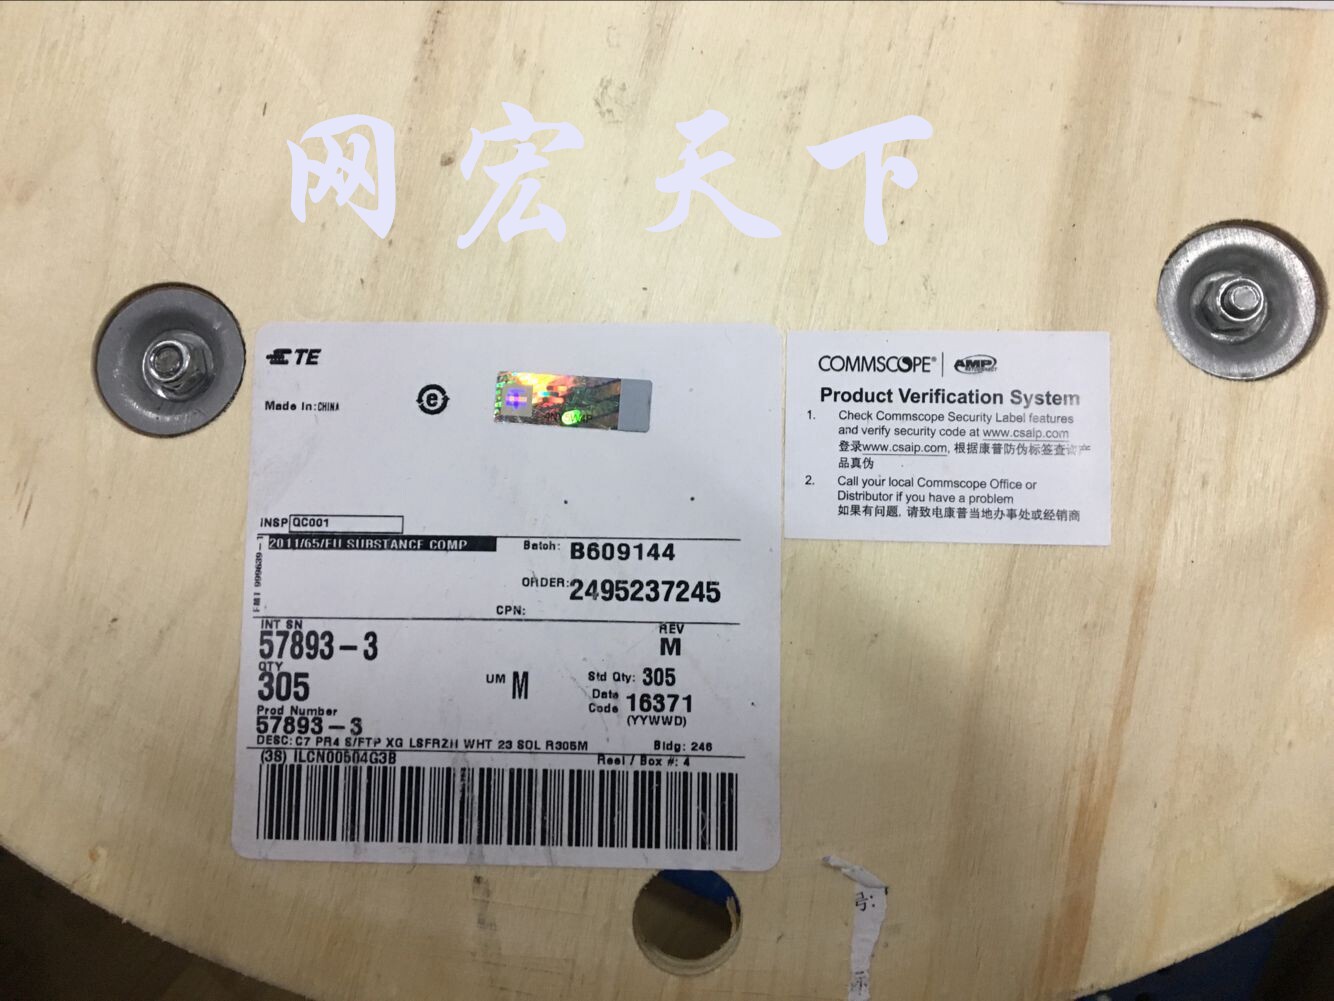 网宏天下
TE
Made In:CHINA
e
INSP QC001
2011/65/EU SUBSTANCE COMP
Batch: B609144
ORDER: 2495237245
CPN:
INT SN
57893-3
REV
M
QTY
305
UM M
Std Qty: 305
Date Code 16371
(YYWWD)
Prod Number
57893-3
DESC: C7 PR4 S/FTP XG LSFRZH WHT 23 SOL R305M
Bldg: 246
(3S) ILCN00504G3B
Reel / Box #: 4
COMMSCOPE® AMP
Product Verification System
1. Check Commscope Security Label features
and verify security code at www.csaip.com
登录www.csaip.com, 根据康普防伪标签查询产
品真伪
2. Call your local Commscope Office or
Distributor if you have a problem
如果有问题, 请致电康普当地办事处或经销商
号: